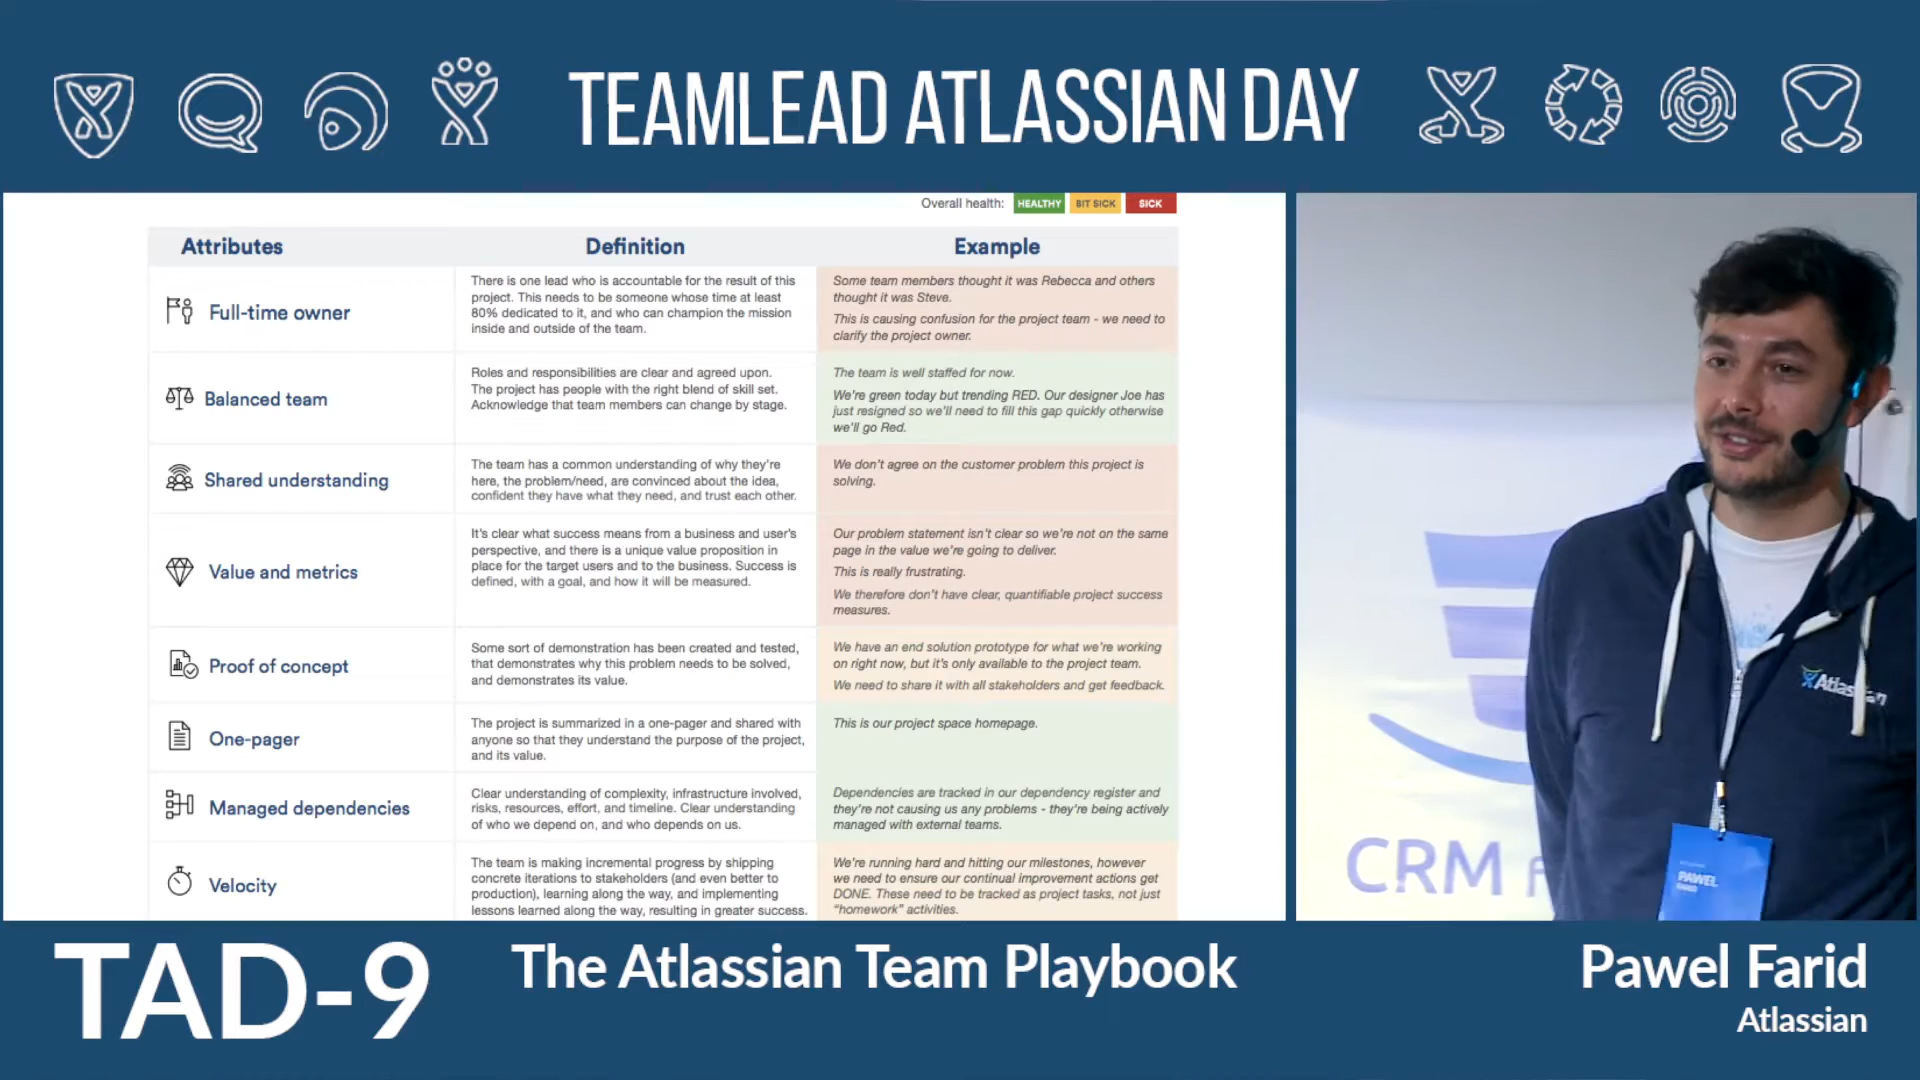 TEAMLEAD ATLASSIAN DAY
Overall health: HEALTHY BIT SICK SICK
Attributes Definition Example
Full-time owner
There is one lead who is accountable for the result of this
project. This needs to be someone whose time at least
80% dedicated to it, and who can champion the mission
inside and outside of the team.
Some team members thought it was Rebecca and others
thought it was Steve.
This is causing confusion for the project team - we need to
clarify the project owner.
Balanced team
Roles and responsibilities are clear and agreed upon.
The project has people with the right blend of skill set.
Acknowledge that team members can change by stage.
The team is well staffed for now.
We're green today but trending RED. Our designer Joe has
just resigned so we'll need to fill this gap quickly otherwise
we'll go Red.
Shared understanding
The team has a common understanding of why they're
here, the problem/need, are convinced about the idea,
confident they have what they need, and trust each other.
We don't agree on the customer problem this project is
solving.
Value and metrics
It's clear what success means from a business and user's
perspective, and there is a unique value proposition in
place for the target users and to the business. Success is
defined, with a goal, and how it will be measured.
Our problem statement isn't clear so we're not on the same
page in the value we're going to deliver.
This is really frustrating.
We therefore don't have clear, quantifiable project success
measures.
Proof of concept
Some sort of demonstration has been created and tested,
that demonstrates why this problem needs to be solved,
and demonstrates its value.
We have an end solution prototype for what we're working
on right now, but it's only available to the project team.
We need to share it with all stakeholders and get feedback.
One-pager
The project is summarized in a one-pager and shared with
anyone so that they understand the purpose of the project,
and its value.
This is our project space homepage.
Managed dependencies
Clear understanding of complexity, infrastructure involved,
risks, resources, effort, and timeline. Clear understanding
of who we depend on, and who depends on us.
Dependencies are tracked in our dependency register and
they're not causing us any problems - they're being actively
managed with external teams.
Velocity
The team is making incremental progress by shipping
concrete iterations to stakeholders (and even better to
production), learning along the way, and implementing
lessons learned along the way, resulting in greater success.
We're running hard and hitting our milestones, however
we need to ensure our continual improvement actions get
DONE. These need to be tracked as project tasks, not just
"homework" activities.
Atlassian
CRM f
PAWEL
FARID
TAD-9
The Atlassian Team Playbook
Pawel Farid
Atlassian